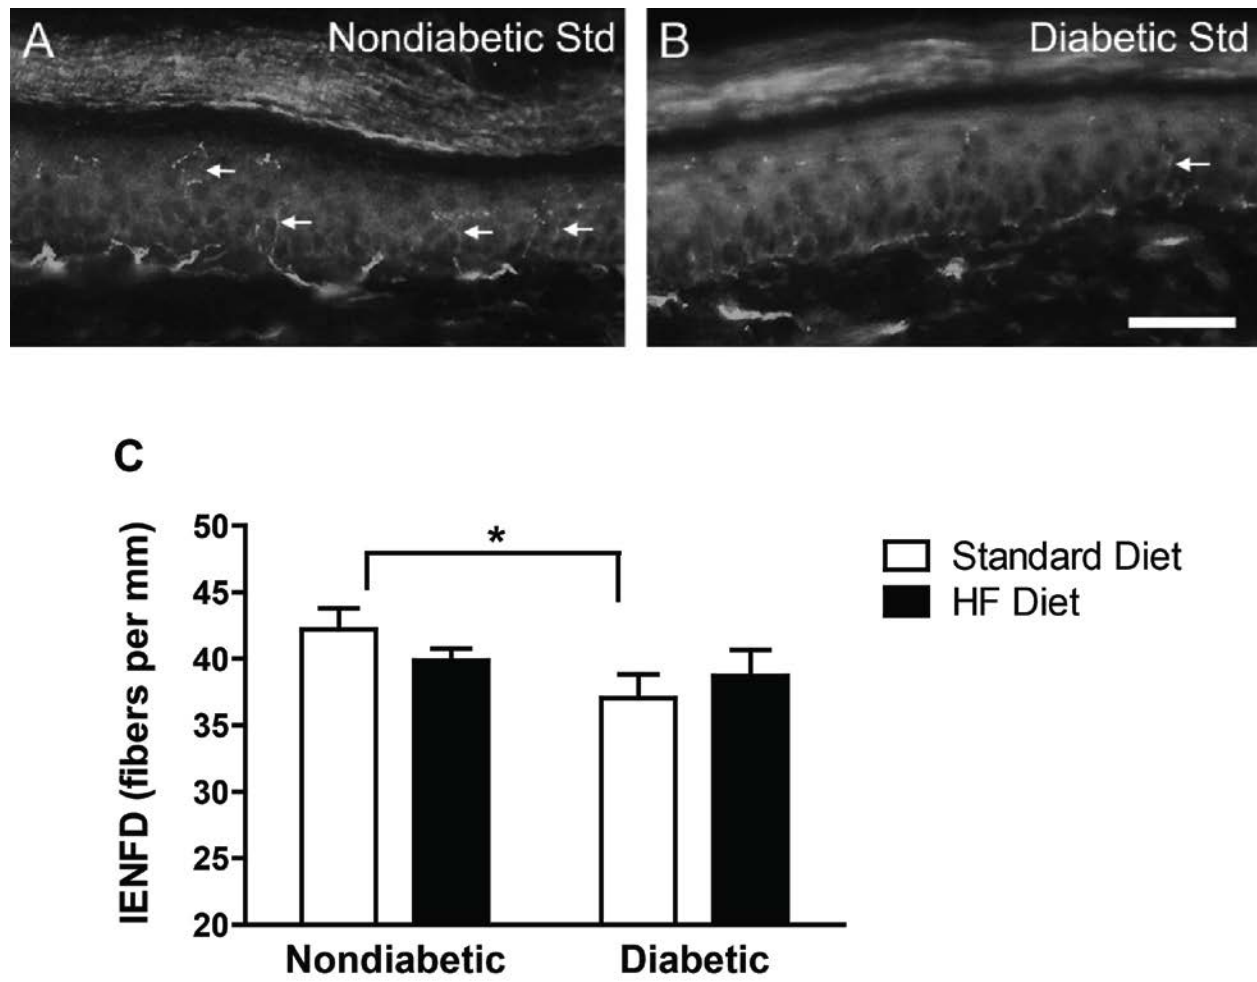 A Nondiabetic Std
B Diabetic Std
C
*
50
45
40
35
30
25
20
IENFD (fibers per mm)
Nondiabetic Diabetic
Standard Diet
HF Diet